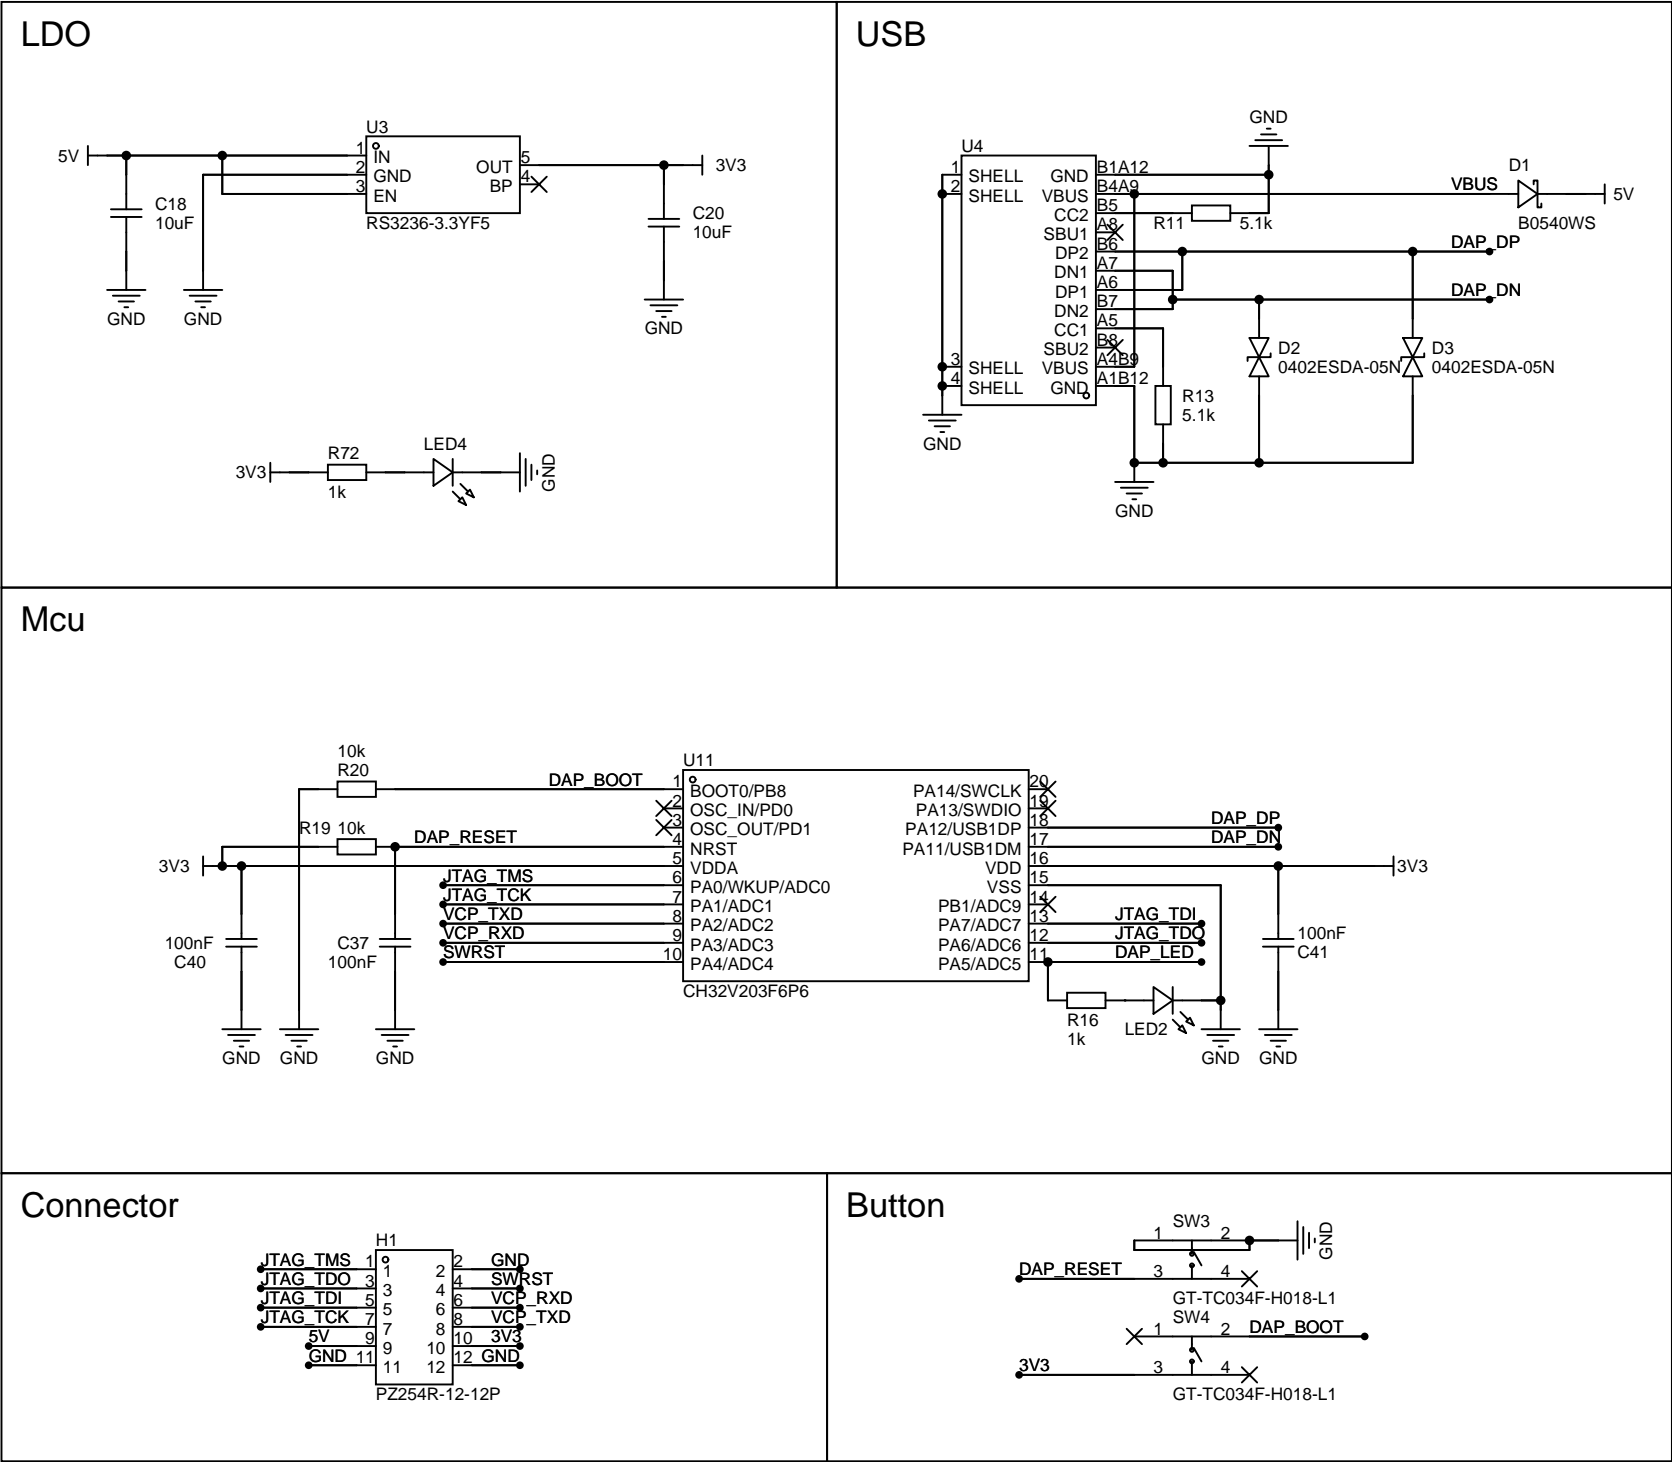 LDO
U3
5V
1
IN
2
GND
3
EN
OUT
5
BP
4
3V3
RS3236-3.3YF5
C18
10uF
C20
10uF
GND
GND
GND
3V3
R72
1k
LED4
GND
USB
GND
U4
1
SHELL
2
SHELL
3
SHELL
4
SHELL
GND
B1A12
VBUS
B4A9
CC2
B5
SBU1
A8
DP2
B6
DN1
A7
DP1
A6
DN2
B7
CC1
A5
SBU2
B8
VBUS
A4B9
GND
A1B12
R11
5.1k
VBUS
D1
B0540WS
5V
DAP_DP
DAP_DN
D2
0402ESDA-05N
D3
0402ESDA-05N
R13
5.1k
GND
GND
Mcu
10k
R20
DAP_BOOT
R19 10k
DAP_RESET
3V3
JTAG_TMS
JTAG_TCK
VCP_TXD
VCP_RXD
SWRST
100nF
C40
C37
100nF
GND
GND
GND
U11
1
BOOT0/PB8
2
OSC_IN/PD0
3
OSC_OUT/PD1
4
NRST
5
VDDA
6
PA0/WKUP/ADC0
7
PA1/ADC1
8
PA2/ADC2
9
PA3/ADC3
10
PA4/ADC4
PA14/SWCLK
20
PA13/SWDIO
19
PA12/USB1DP
18
PA11/USB1DM
17
VDD
16
VSS
15
PB1/ADC9
14
PA7/ADC7
13
PA6/ADC6
12
PA5/ADC5
11
CH32V203F6P6
DAP_DP
DAP_DN
3V3
JTAG_TDI
JTAG_TDO
DAP_LED
R16
1k
LED2
100nF
C41
GND
GND
Connector
H1
JTAG_TMS 1
1
2
2 GND
JTAG_TDO 3
3
4
4 SWRST
JTAG_TDI 5
5
6
6 VCP_RXD
JTAG_TCK 7
7
8
8 VCP_TXD
5V 9
9
10
10 3V3
GND 11
11
12
12 GND
PZ254R-12-12P
Button
SW3
1
2
GND
DAP_RESET
3
4
GT-TC034F-H018-L1
SW4
1
2
DAP_BOOT
3V3
3
4
GT-TC034F-H018-L1